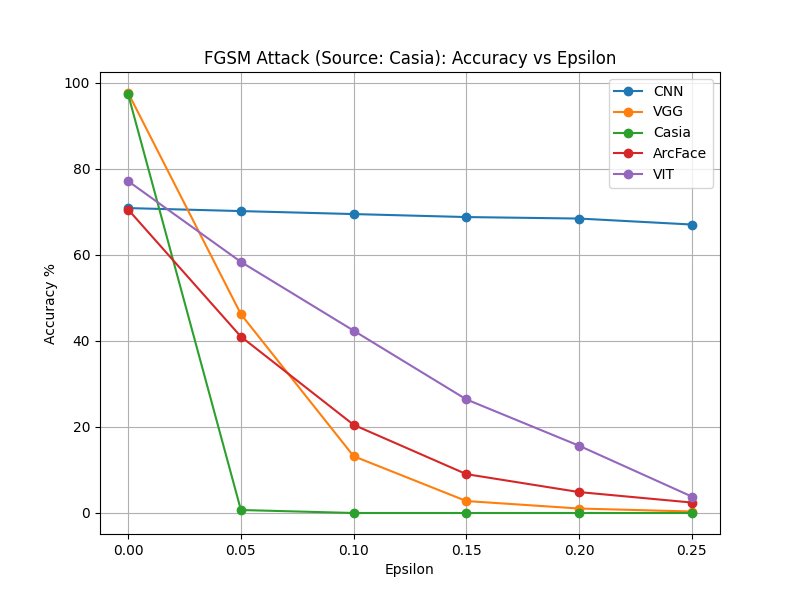 FGSM Attack (Source: Casia): Accuracy vs Epsilon
CNN
VGG
Casia
ArcFace
VIT
Accuracy %
100
80
60
40
20
0
0.00 0.05 0.10 0.15 0.20 0.25
Epsilon